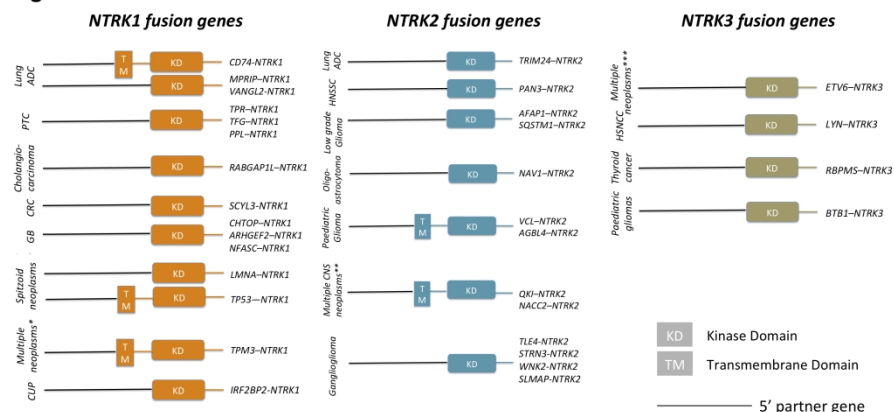 NTRK1 fusion genes
Lung
ADC
T
M
KD
CD74-NTRK1
KD
MPRIP–NTRK1
VANGL2-NTRK1
PTC
KD
TPR–NTRK1
TFG–NTRK1
PPL–NTRK1
Cholangio-
carcinoma
KD
RABGAP1L–NTRK1
CRC
KD
SCYL3-NTRK1
GB
KD
CHTOP–NTRK1
ARHGEF2–NTRK1
NFASC–NTRK1
Spitzoid
neoplasms
KD
LMNA–NTRK1
T
M
KD
TP53—NTRK1
Multiple
neoplasms*
T
M
KD
TPM3–NTRK1
CUP
KD
IRF2BP2-NTRK1
NTRK2 fusion genes
Lung
ADC
KD
TRIM24–NTRK2
HNSSC
KD
PAN3–NTRK2
Low grade
Glioma
KD
AFAP1–NTRK2
SQSTM1–NTRK2
Oligo-
astrocytoma
KD
NAV1–NTRK2
Paediatric
Glioma
T
M
KD
VCL–NTRK2
AGBL4–NTRK2
Multiple CNS
neoplasms**
T
M
KD
QKI–NTRK2
NACC2–NTRK2
Ganglioglioma
KD
TLE4–NTRK2
STRN3–NTRK2
WNK2–NTRK2
SLMAP–NTRK2
NTRK3 fusion genes
Multiple
neoplasms***
KD
ETV6–NTRK3
HSNCC
KD
LYN–NTRK3
Thyroid
cancer
KD
RBPMS–NTRK3
Paediatric
gliomas
KD
BTB1–NTRK3
KD Kinase Domain
TM Transmembrane Domain
5' partner gene